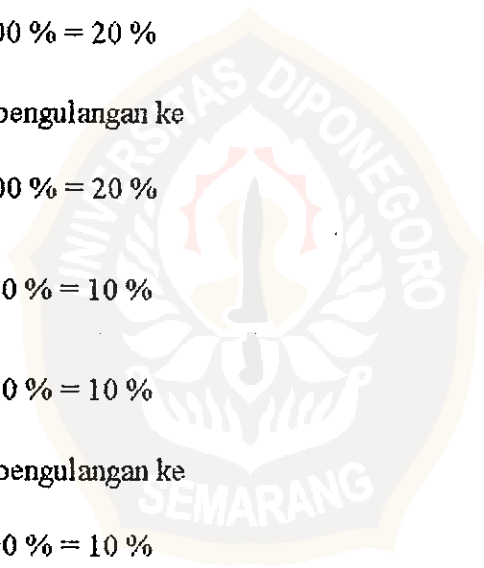 00 % = 20 %
pengulangan ke
00 % = 20 %
0 % = 10 %
0 % = 10 %
pengulangan ke
0 % = 10 %
UNIVERSITAS DIPONEGORO
SEMARANG